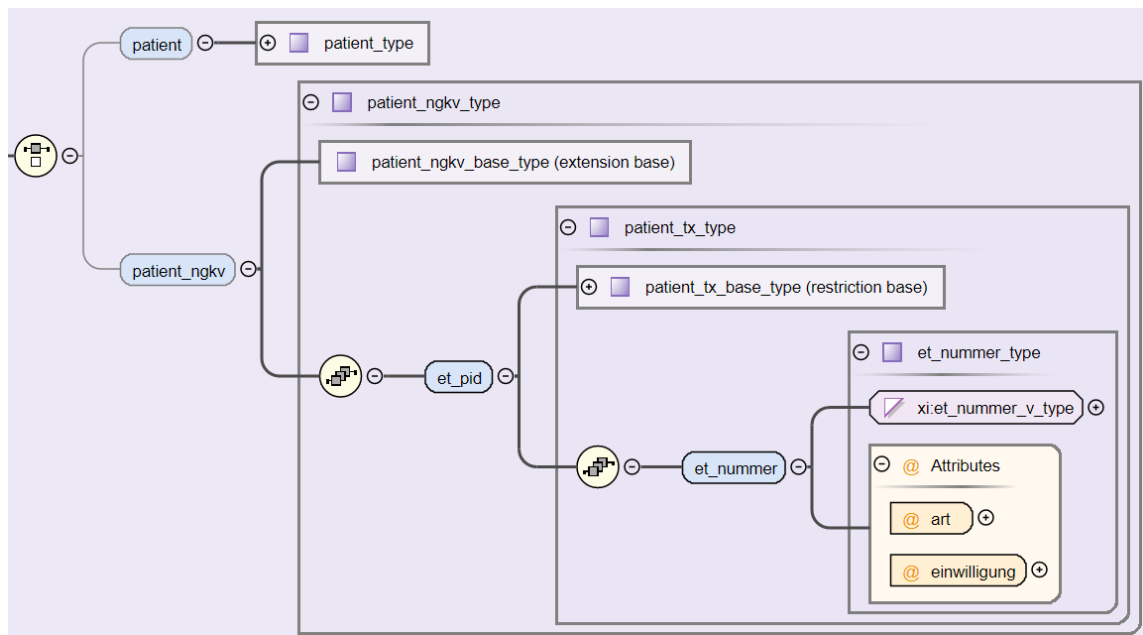 patient
patient_type
patient_ngkv_type
patient_ngkv_base_type (extension base)
patient_tx_type
patient_ngkv
patient_tx_base_type (restriction base)
et_nummer_type
et_pid
xi:et_nummer_v_type
@ Attributes
et_nummer
@ art
@ einwilligung